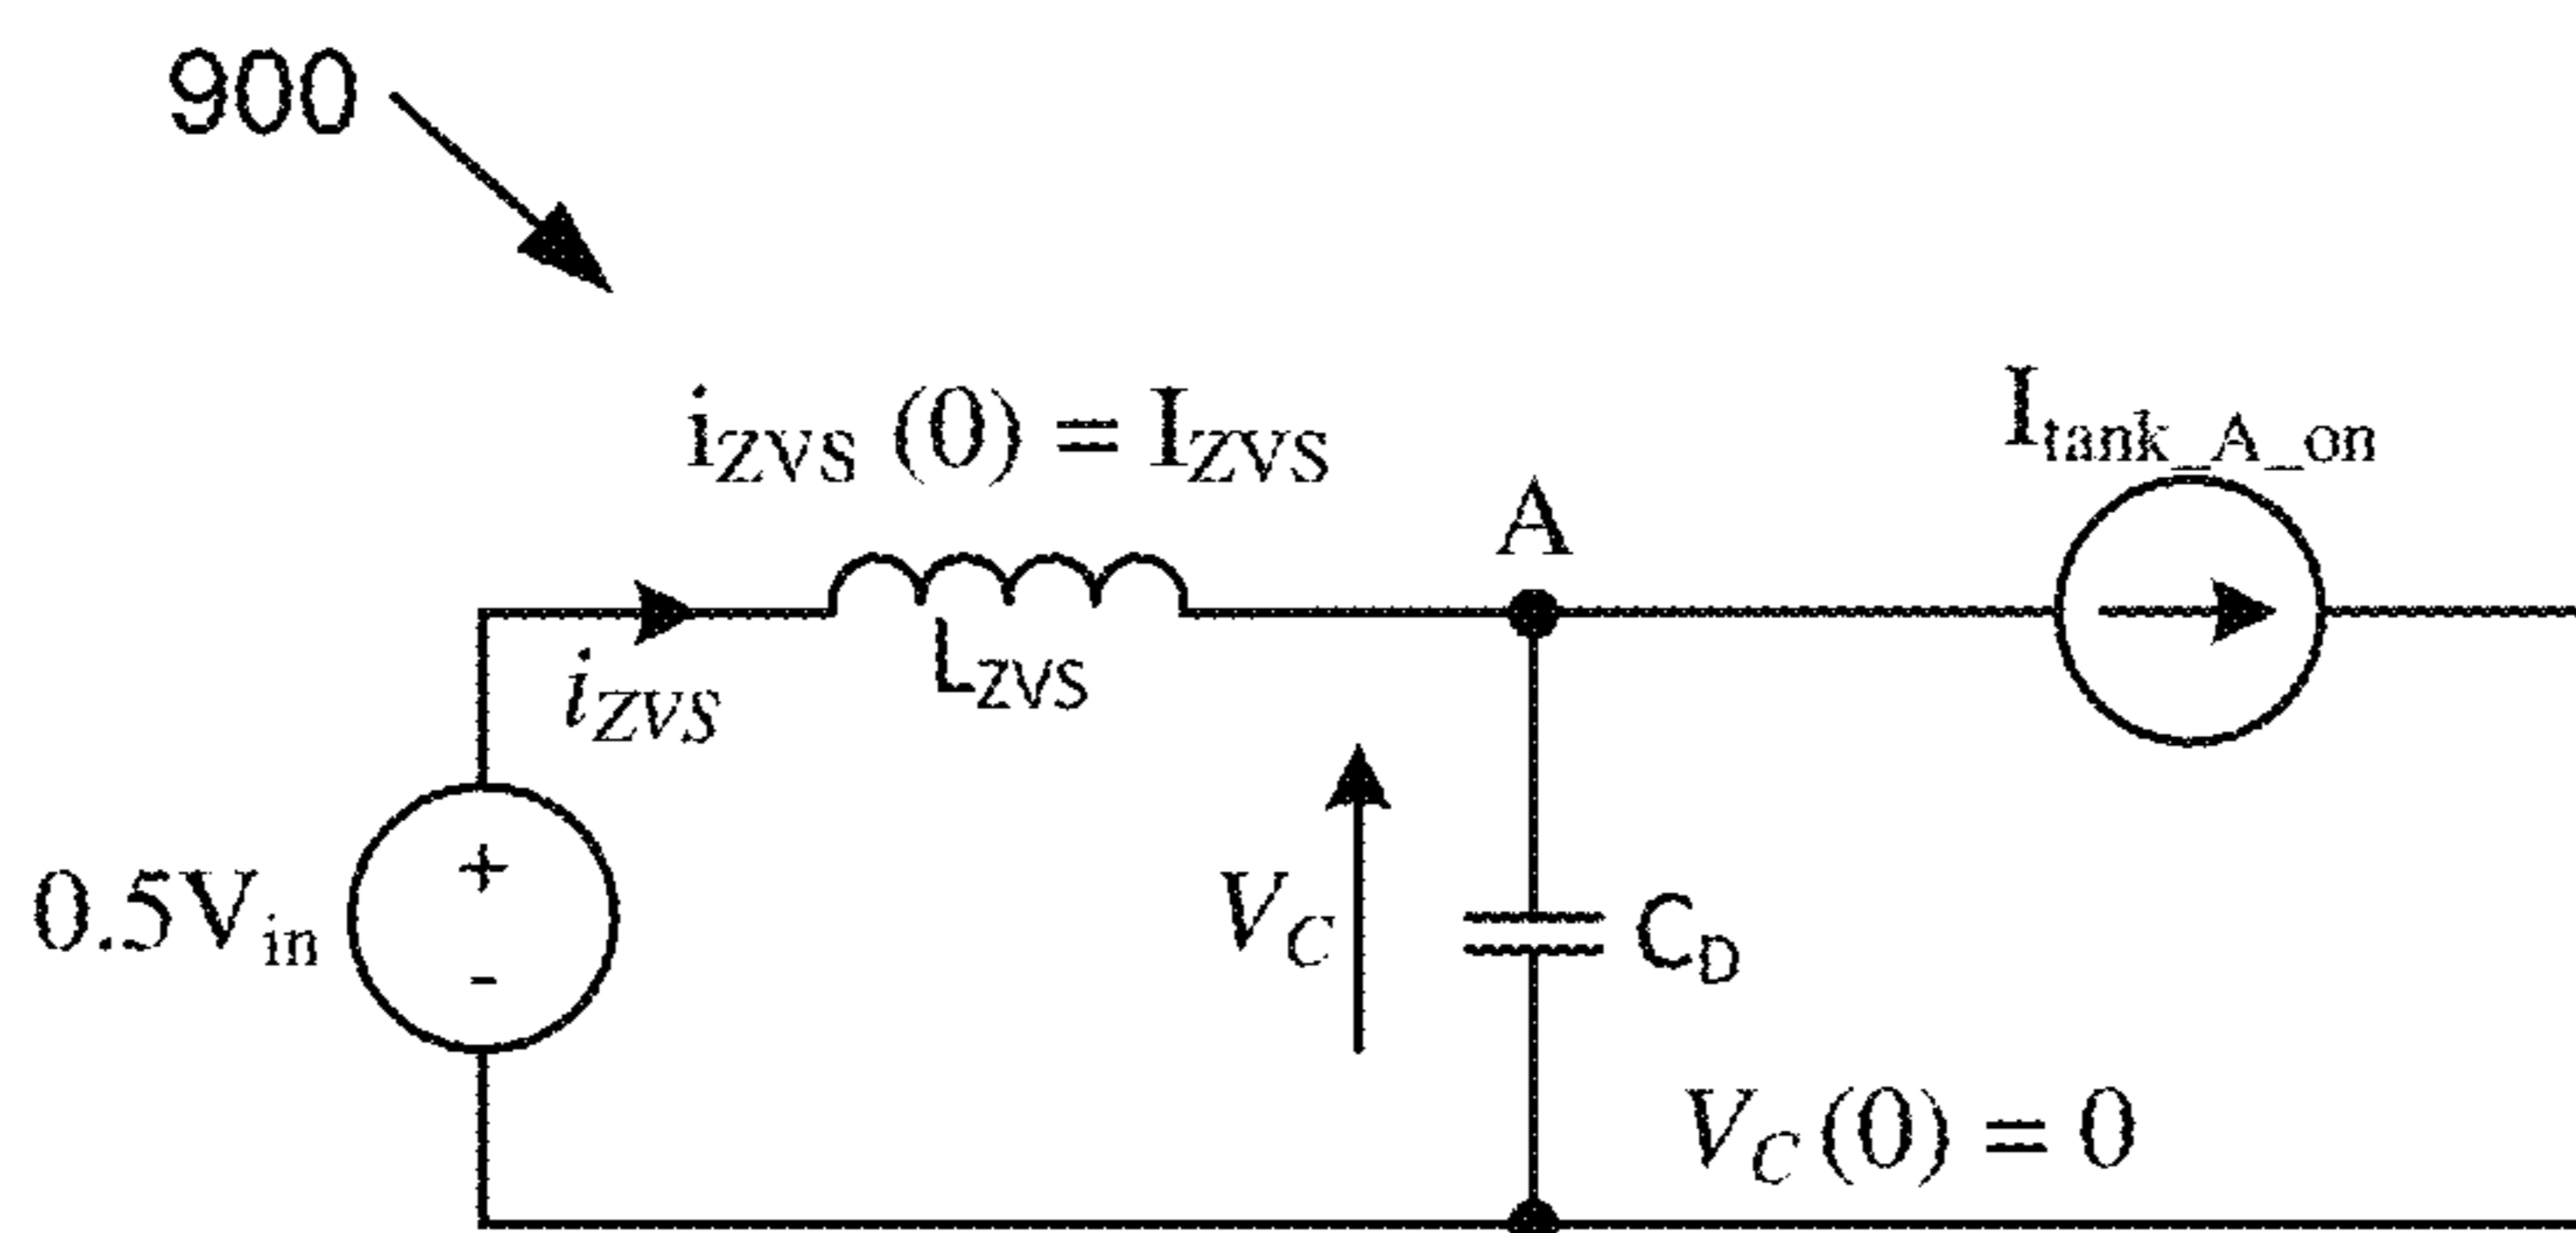 900
i_ZVS (0) = I_ZVS
I_tank_A_on
A
i_ZVS
L_ZVS
+
0.5V_in
-
V_C
C_D
V_C (0) = 0